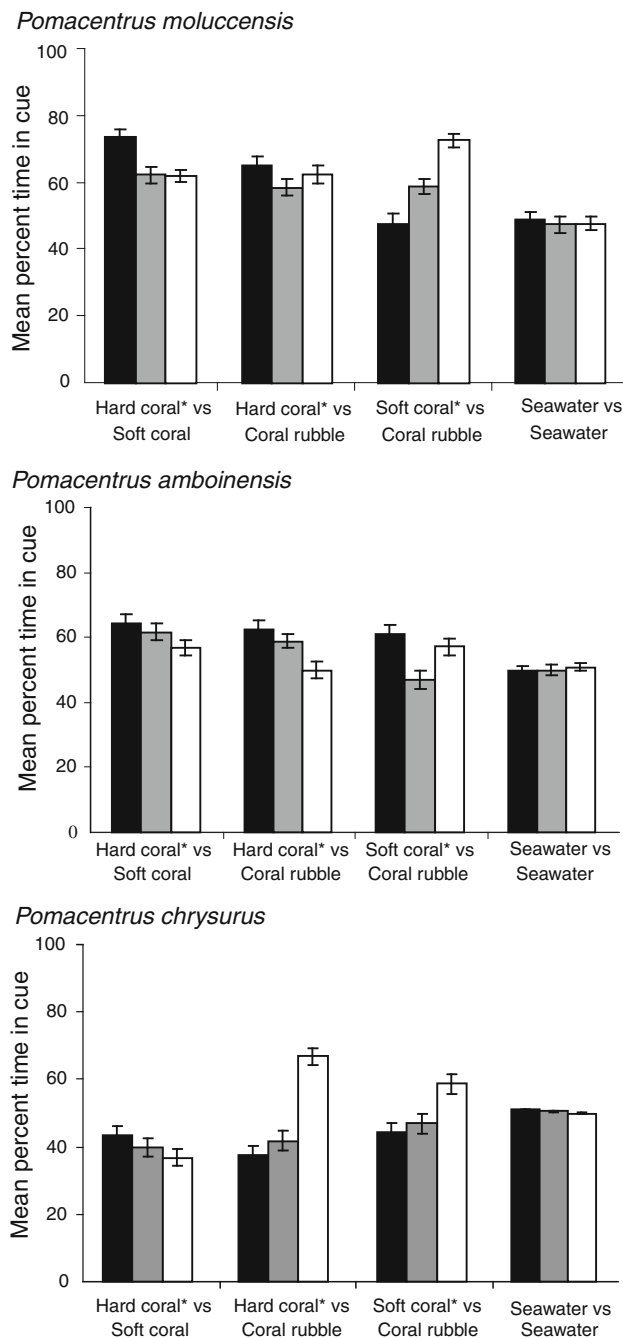 Pomacentrus moluccensis
100
80
60
40
20
0
Mean percent time in cue
Hard coral* vs
Soft coral
Hard coral* vs
Coral rubble
Soft coral* vs
Coral rubble
Seawater vs
Seawater
Pomacentrus amboinensis
100
80
60
40
20
0
Mean percent time in cue
Hard coral* vs
Soft coral
Hard coral* vs
Coral rubble
Soft coral* vs
Coral rubble
Seawater vs
Seawater
Pomacentrus chrysurus
100
80
60
40
20
0
Mean percent time in cue
Hard coral* vs
Soft coral
Hard coral* vs
Coral rubble
Soft coral* vs
Coral rubble
Seawater vs
Seawater